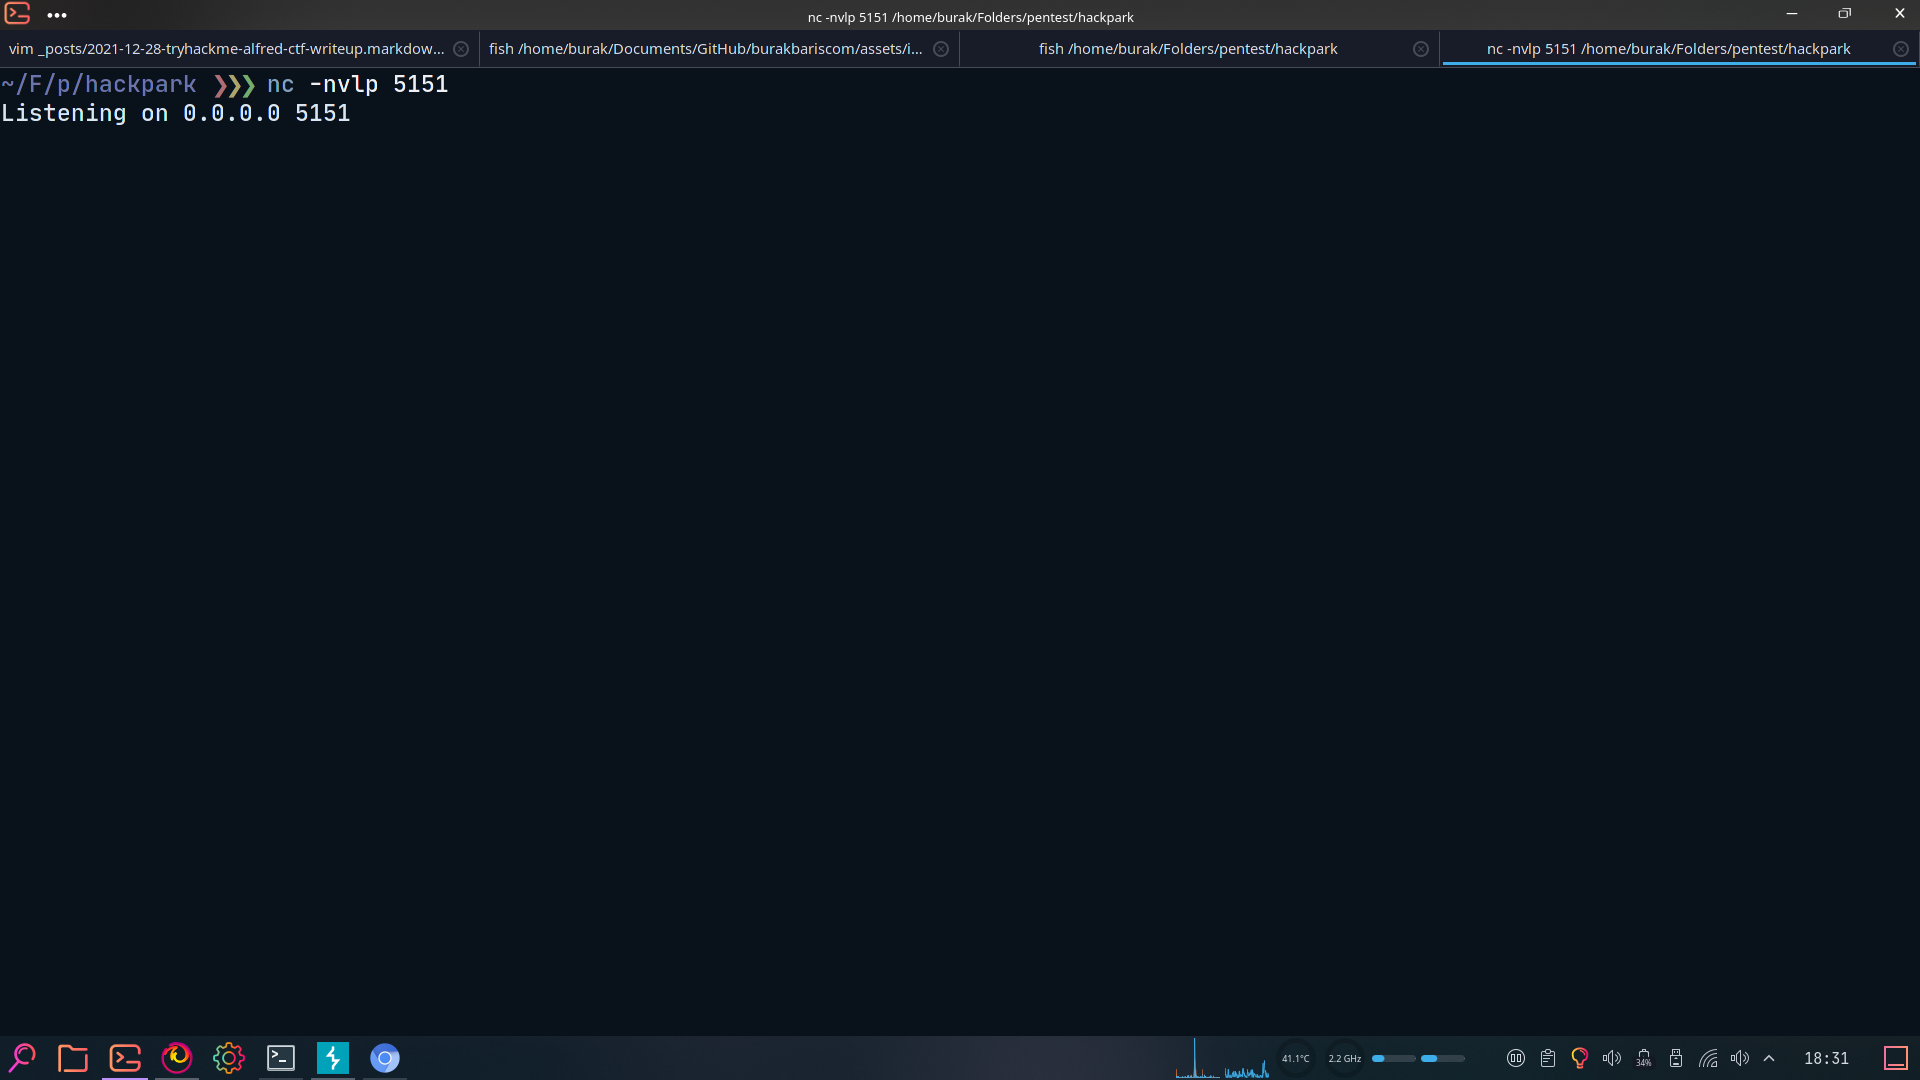 nc -nvlp 5151 /home/burak/Folders/pentest/hackpark
vim _posts/2021-12-28-tryhackme-alfred-ctf-writeup.markdow...
fish /home/burak/Documents/GitHub/burakbariscom/assets/i...
fish /home/burak/Folders/pentest/hackpark
nc -nvlp 5151 /home/burak/Folders/pentest/hackpark
~/F/p/hackpark ❯❯❯ nc -nvlp 5151
Listening on 0.0.0.0 5151
41.1°C
2.2 GHz
34%
18:31